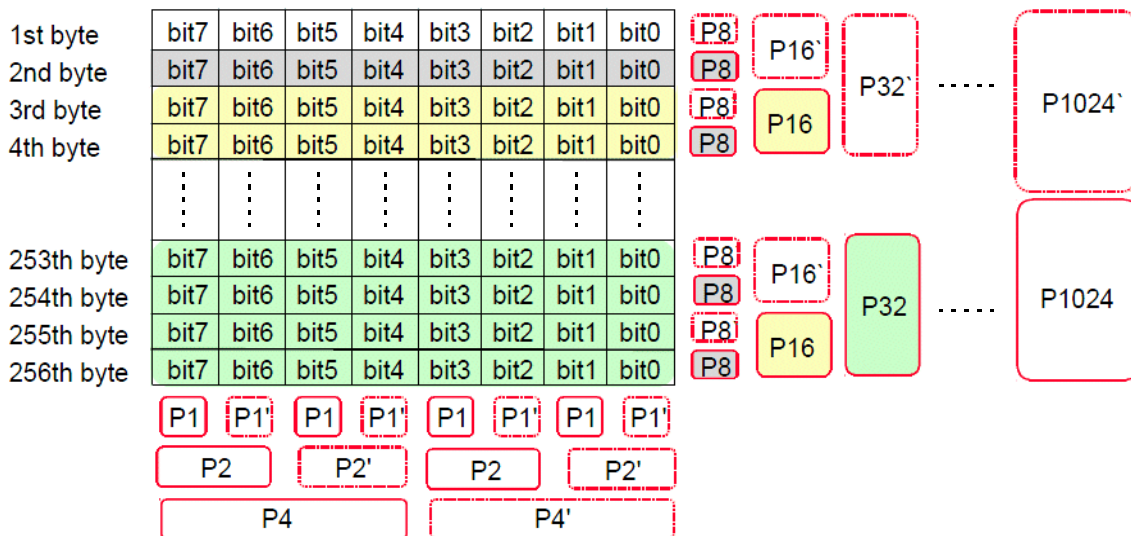 1st byte bit7 bit6 bit5 bit4 bit3 bit2 bit1 bit0 P8` P16` P32` ...... P1024`
2nd byte bit7 bit6 bit5 bit4 bit3 bit2 bit1 bit0 P8
3rd byte bit7 bit6 bit5 bit4 bit3 bit2 bit1 bit0 P8` P16
4th byte bit7 bit6 bit5 bit4 bit3 bit2 bit1 bit0 P8
253th byte bit7 bit6 bit5 bit4 bit3 bit2 bit1 bit0 P8` P16` P32 ...... P1024
254th byte bit7 bit6 bit5 bit4 bit3 bit2 bit1 bit0 P8
255th byte bit7 bit6 bit5 bit4 bit3 bit2 bit1 bit0 P8` P16
256th byte bit7 bit6 bit5 bit4 bit3 bit2 bit1 bit0 P8
P1 P1' P1 P1' P1 P1' P1 P1'
P2 P2' P2 P2'
P4 P4'